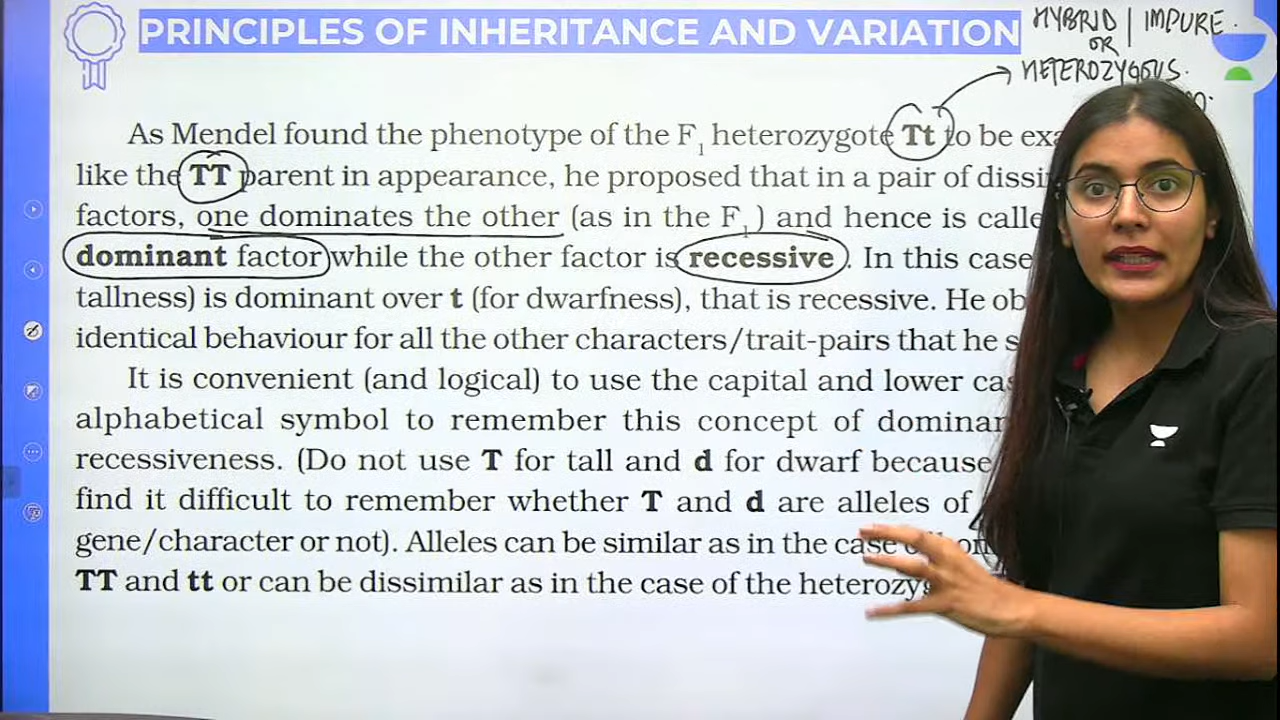 PRINCIPLES OF INHERITANCE AND VARIATION
HYBRID | IMPURE.
OR
HETEROZYGOUS.
As Mendel found the phenotype of the F1 heterozygote Tt to be
like the TT parent in appearance, he proposed that in a pair of
factors, one dominates the other (as in the F1) and hence is
dominant factor while the other factor is recessive. In this case
tallness) is dominant over t (for dwarfness), that is recessive. He
identical behaviour for all the other characters/trait-pairs that he
It is convenient (and logical) to use the capital and lower
alphabetical symbol to remember this concept of
recessiveness. (Do not use T for tall and d for dwarf because
find it difficult to remember whether T and d are alleles of
gene/character or not). Alleles can be similar as in the case
TT and tt or can be dissimilar as in the case of the